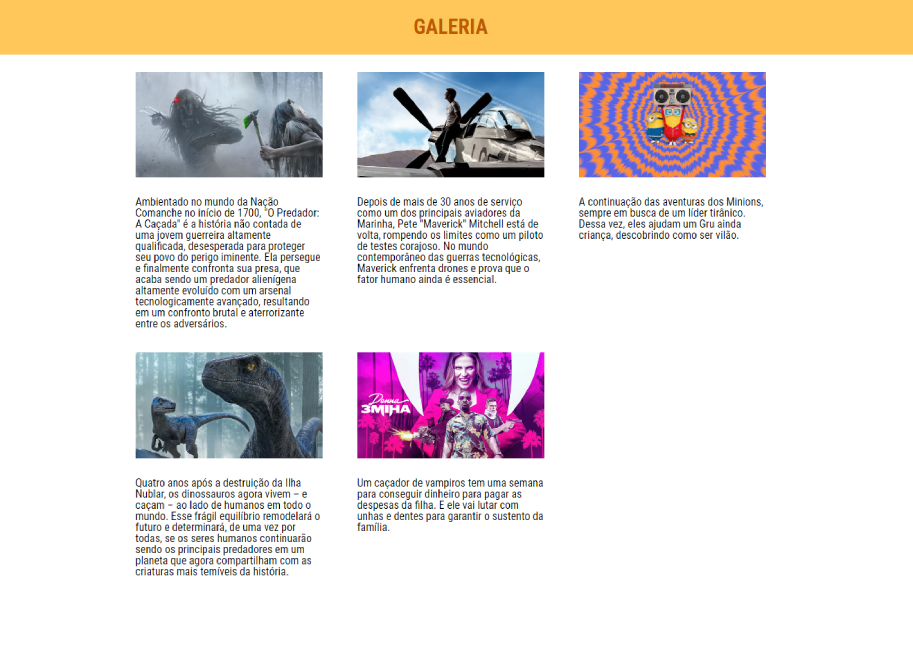 GALERIA
Ambientado no mundo da Nação
Comanche no início de 1700, "O Predador:
A Caçada" é a história não contada de
uma jovem guerreira altamente
qualificada, desesperada para proteger
seu povo do perigo iminente. Ela persegue
e finalmente confronta sua presa, que
acaba sendo um predador alienígena
altamente evoluído com um arsenal
tecnologicamente avançado, resultando
em um confronto brutal e aterrorizante
entre os adversários.
Depois de mais de 30 anos de serviço
como um dos principais aviadores da
Marinha, Pete "Maverick" Mitchell está de
volta, rompendo os limites como um piloto
de testes corajoso. No mundo
contemporâneo das guerras tecnológicas,
Maverick enfrenta drones e prova que o
fator humano ainda é essencial.
A continuação das aventuras dos Minions,
sempre em busca de um líder tirânico.
Dessa vez, eles ajudam um Gru ainda
criança, descobrindo como ser vilão.
Денна
ЗМІНА
Quatro anos após a destruição da Ilha
Nublar, os dinossauros agora vivem – e
caçam – ao lado de humanos em todo o
mundo. Esse frágil equilíbrio remodelará o
futuro e determinará, de uma vez por
todas, se os seres humanos continuarão
sendo os principais predadores em um
planeta que agora compartilham com as
criaturas mais temíveis da história.
Um caçador de vampiros tem uma semana
para conseguir dinheiro para pagar as
despesas da filha. E ele vai lutar com
unhas e dentes para garantir o sustento da
família.